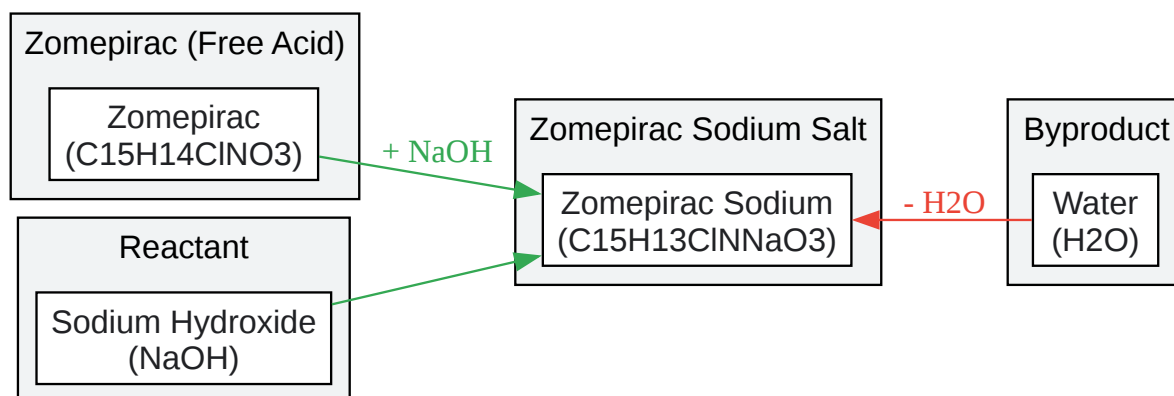 Zomepirac (Free Acid)
Zomepirac
(C15H14ClNO3)
+ NaOH
Reactant
Sodium Hydroxide
(NaOH)
Zomepirac Sodium Salt
Zomepirac Sodium
(C15H13ClNNaO3)
- H2O
Byproduct
Water
(H2O)